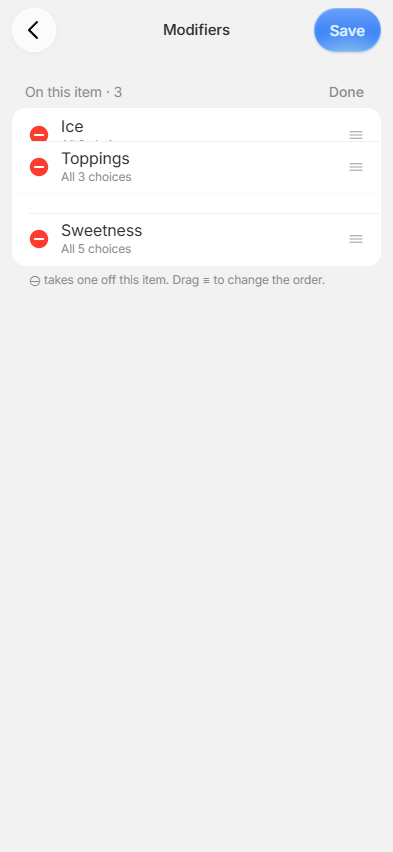 Modifiers
Save
On this item · 3
Done
Ice
Toppings
All 3 choices
Sweetness
All 5 choices
⊖ takes one off this item. Drag ≡ to change the order.